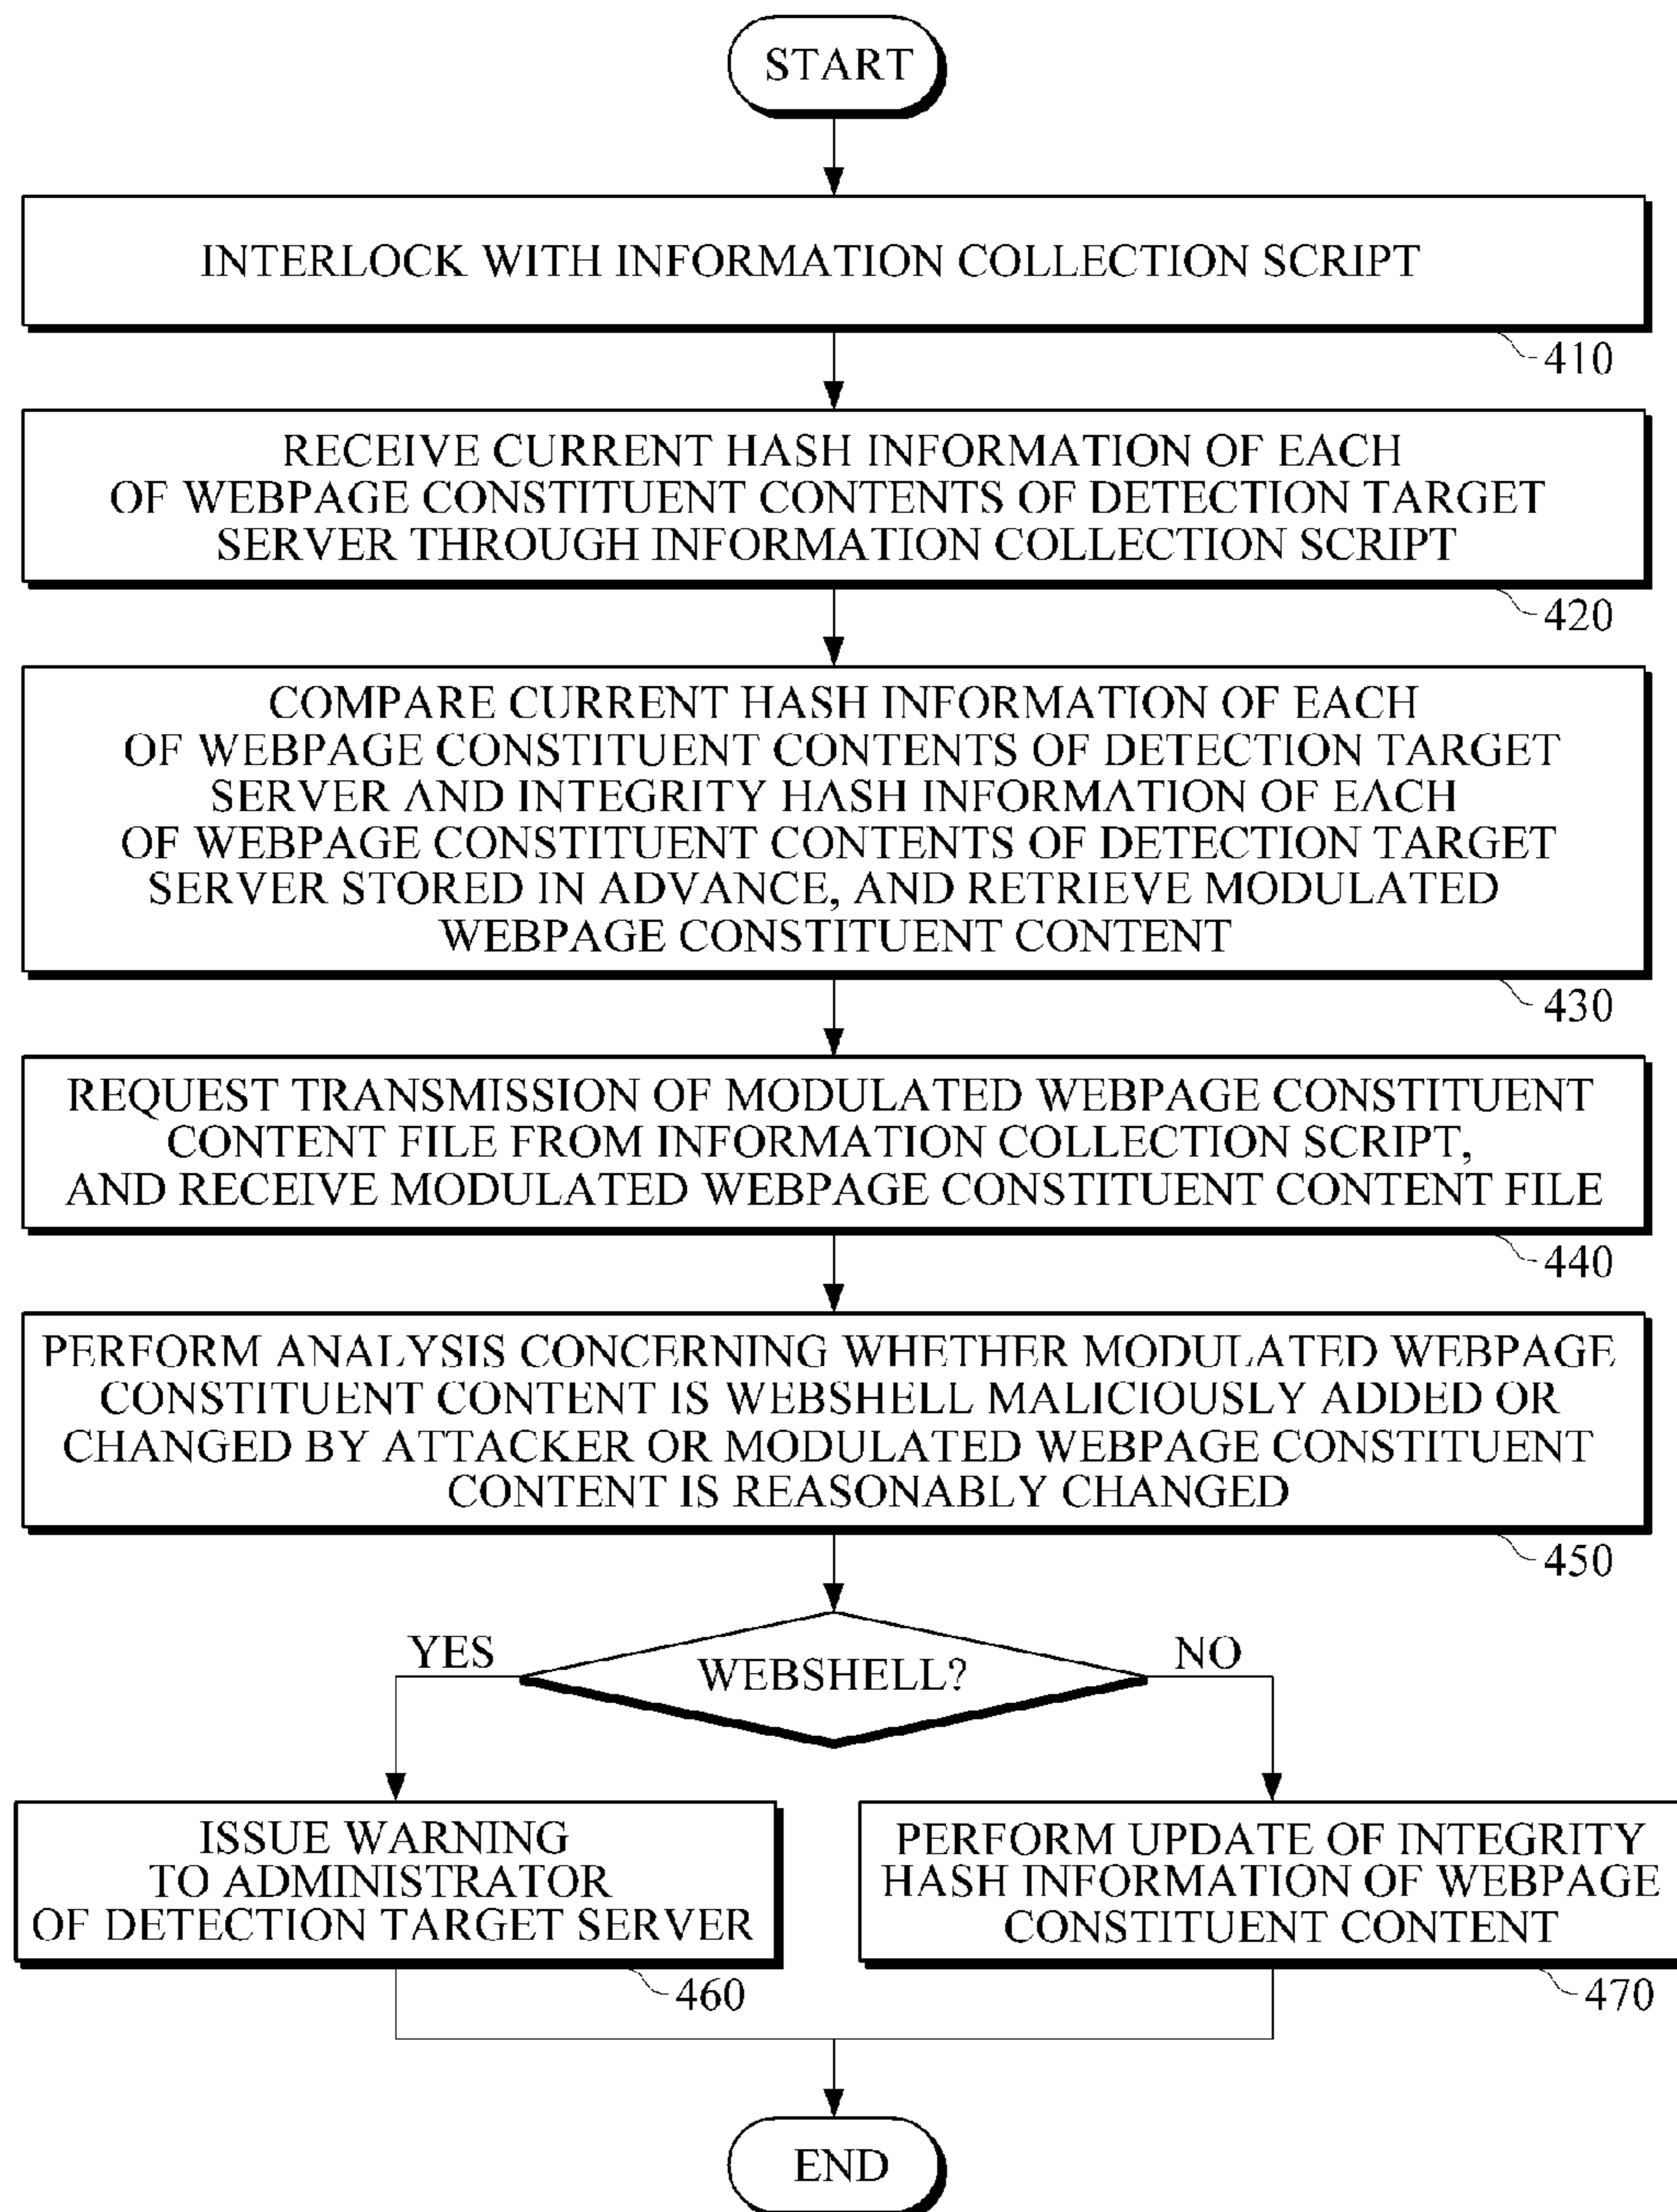 START
INTERLOCK WITH INFORMATION COLLECTION SCRIPT
410
RECEIVE CURRENT HASH INFORMATION OF EACH
OF WEBPAGE CONSTITUENT CONTENTS OF DETECTION TARGET
SERVER THROUGH INFORMATION COLLECTION SCRIPT
420
COMPARE CURRENT HASH INFORMATION OF EACH
OF WEBPAGE CONSTITUENT CONTENTS OF DETECTION TARGET
SERVER AND INTEGRITY HASH INFORMATION OF EACH
OF WEBPAGE CONSTITUENT CONTENTS OF DETECTION TARGET
SERVER STORED IN ADVANCE, AND RETRIEVE MODULATED
WEBPAGE CONSTITUENT CONTENT
430
REQUEST TRANSMISSION OF MODULATED WEBPAGE CONSTITUENT
CONTENT FILE FROM INFORMATION COLLECTION SCRIPT,
AND RECEIVE MODULATED WEBPAGE CONSTITUENT CONTENT FILE
440
PERFORM ANALYSIS CONCERNING WHETHER MODULATED WEBPAGE
CONSTITUENT CONTENT IS WEBSHELL MALICIOUSLY ADDED OR
CHANGED BY ATTACKER OR MODULATED WEBPAGE CONSTITUENT
CONTENT IS REASONABLY CHANGED
450
YES
WEBSHELL?
NO
ISSUE WARNING
TO ADMINISTRATOR
OF DETECTION TARGET SERVER
460
PERFORM UPDATE OF INTEGRITY
HASH INFORMATION OF WEBPAGE
CONSTITUENT CONTENT
470
END